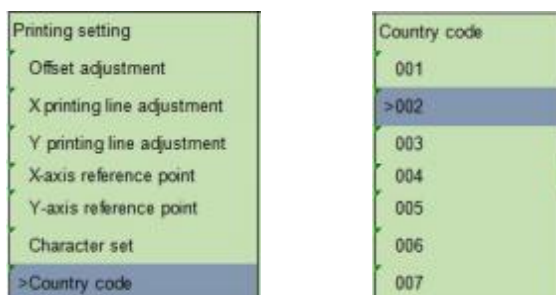 Printing setting
Offset adjustment
X printing line adjustment
Y printing line adjustment
X-axis reference point
Y-axis reference point
Character set
>Country code
Country code
001
>002
003
004
005
006
007